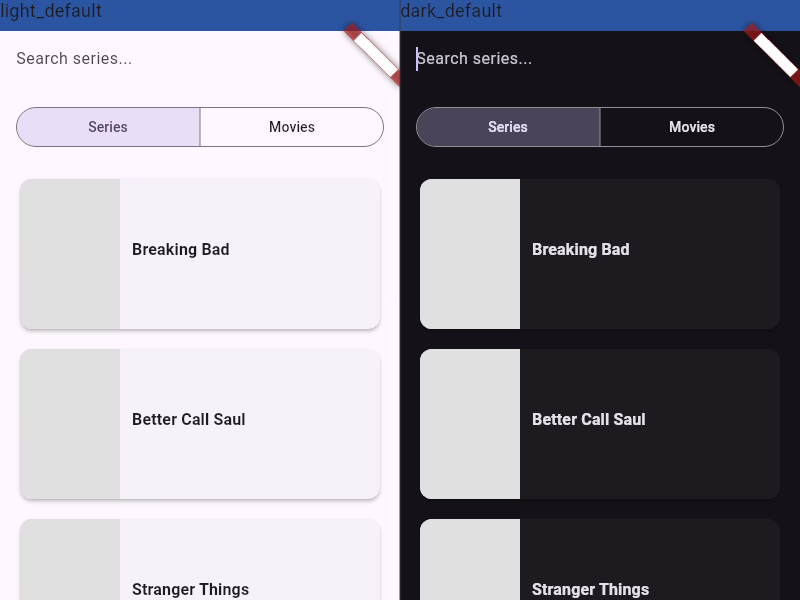 light_default
Search series...
Series
Movies
Breaking Bad
Better Call Saul
Stranger Things
dark_default
Search series...
Series
Movies
Breaking Bad
Better Call Saul
Stranger Things